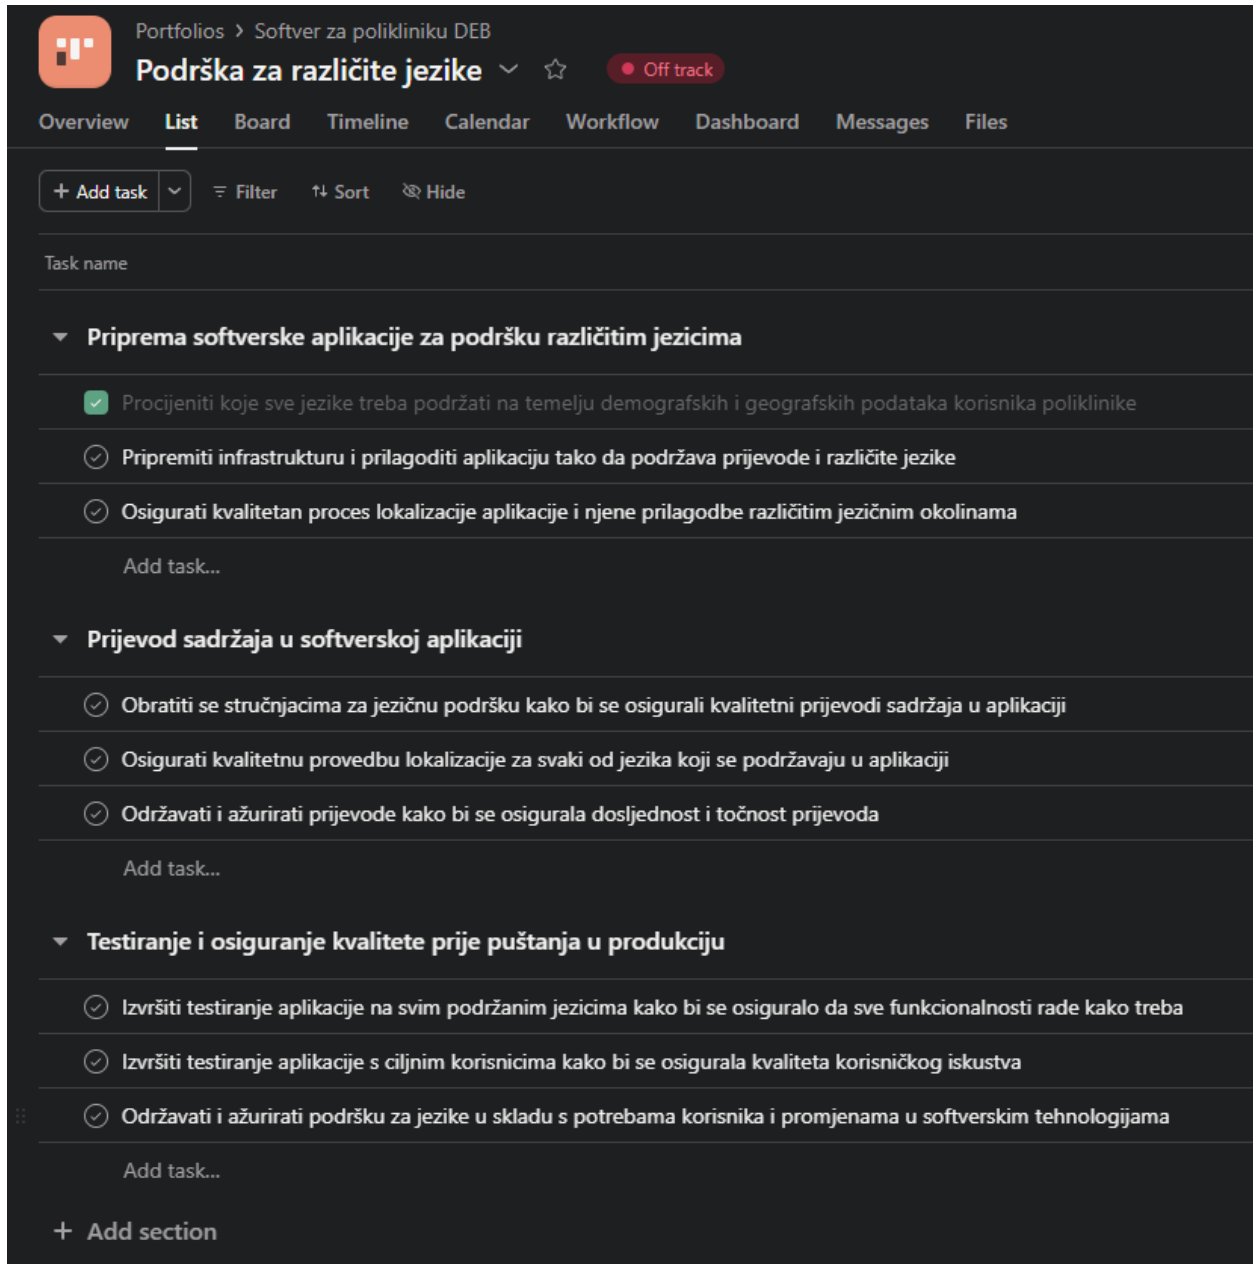 Portfolios > Softver za polikliniku DEB
Podrška za različite jezike
Off track
Overview List Board Timeline Calendar Workflow Dashboard Messages Files
+ Add task Filter Sort Hide
Task name
Priprema softverske aplikacije za podršku različitim jezicima
Procijeniti koje sve jezike treba podržati na temelju demografskih i geografskih podataka korisnika poliklinike
Pripremiti infrastrukturu i prilagoditi aplikaciju tako da podržava prijevode i različite jezike
Osigurati kvalitetan proces lokalizacije aplikacije i njene prilagodbe različitim jezičnim okolinama
Add task...
Prijevod sadržaja u softverskoj aplikaciji
Obratiti se stručnjacima za jezičnu podršku kako bi se osigurali kvalitetni prijevodi sadržaja u aplikaciji
Osigurati kvalitetnu provedbu lokalizacije za svaki od jezika koji se podržavaju u aplikaciji
Održavati i ažurirati prijevode kako bi se osigurala dosljednost i točnost prijevoda
Add task...
Testiranje i osiguranje kvalitete prije puštanja u produkciju
Izvršiti testiranje aplikacije na svim podržanim jezicima kako bi se osiguralo da sve funkcionalnosti rade kako treba
Izvršiti testiranje aplikacije s ciljnim korisnicima kako bi se osigurala kvaliteta korisničkog iskustva
Održavati i ažurirati podršku za jezike u skladu s potrebama korisnika i promjenama u softverskim tehnologijama
Add task...
+ Add section